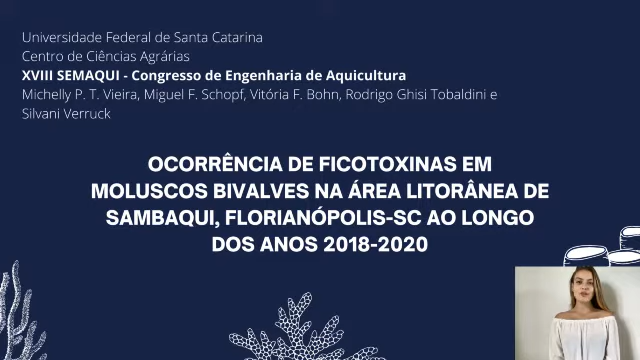 Universidade Federal de Santa Catarina
Centro de Ciências Agrárias
XVIII SEMAQUI - Congresso de Engenharia de Aquicultura
Michelly P. T. Vieira, Miguel F. Schopf, Vitória F. Bohn, Rodrigo Ghisi Tobaldini e
Silvani Verruck
OCORRÊNCIA DE FICOTOXINAS EM
MOLUSCOS BIVALVES NA ÁREA LITORÂNEA DE
SAMBAQUI, FLORIANÓPOLIS-SC AO LONGO
DOS ANOS 2018-2020